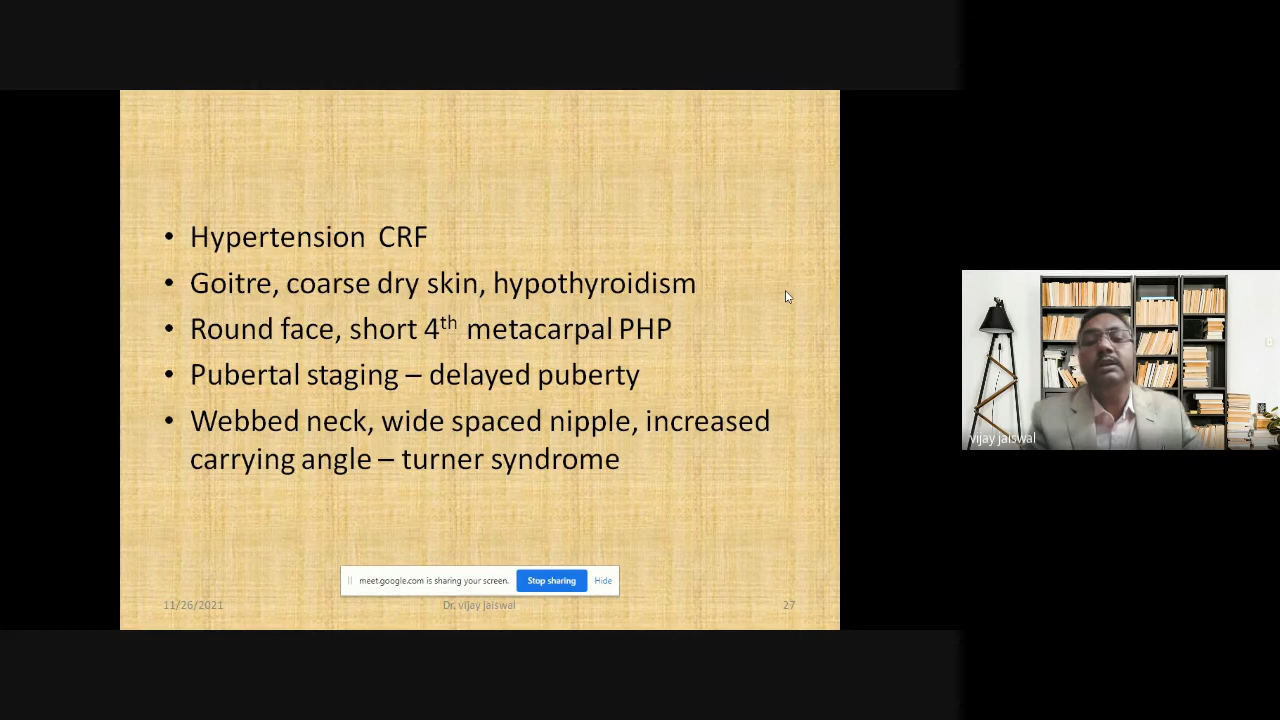 • Hypertension CRF
• Goitre, coarse dry skin, hypothyroidism
• Round face, short 4th metacarpal PHP
• Pubertal staging – delayed puberty
• Webbed neck, wide spaced nipple, increased
carrying angle – turner syndrome
meet.google.com is sharing your screen. Stop sharing Hide
11/26/2021 Dr. vijay jaiswal 27
vijay jaiswal